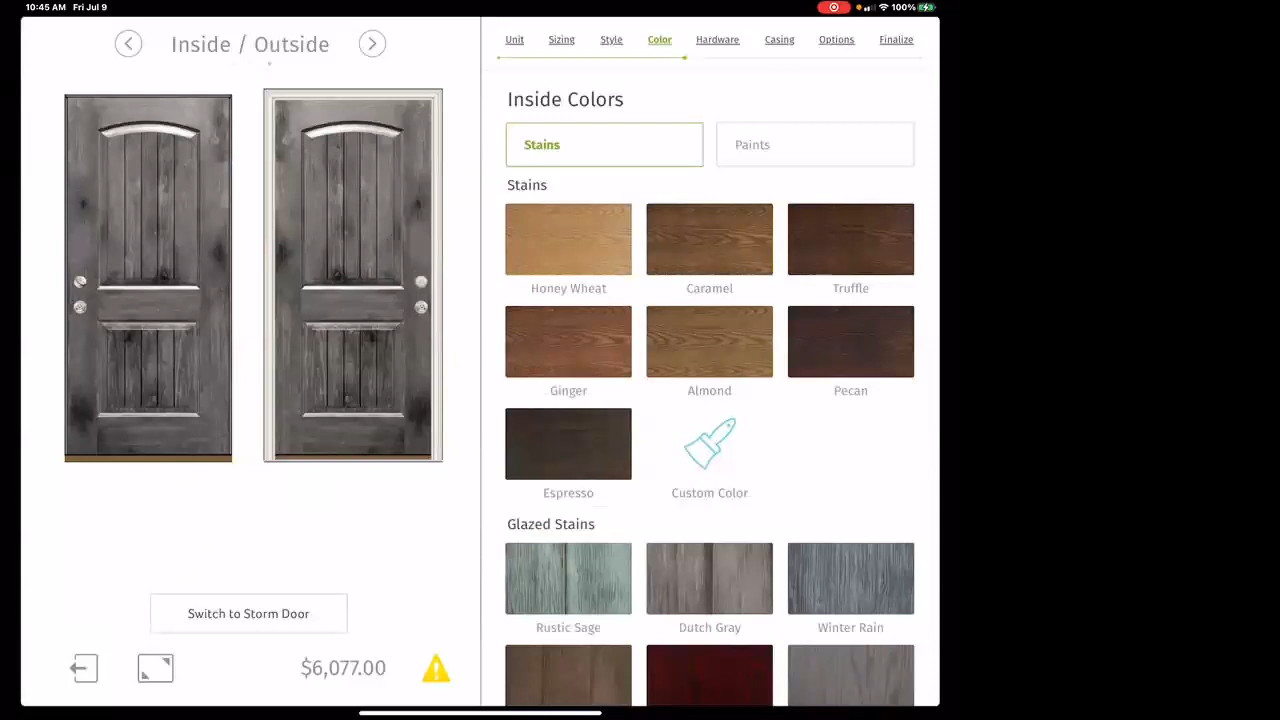 10:45 AM Fri Jul 9
100%
Inside / Outside
Unit Sizing Style Color Hardware Casing Options Finalize
Inside Colors
Stains Paints
Stains
Honey Wheat Caramel Truffle
Ginger Almond Pecan
Espresso Custom Color
Glazed Stains
Rustic Sage Dutch Gray Winter Rain
Switch to Storm Door
$6,077.00